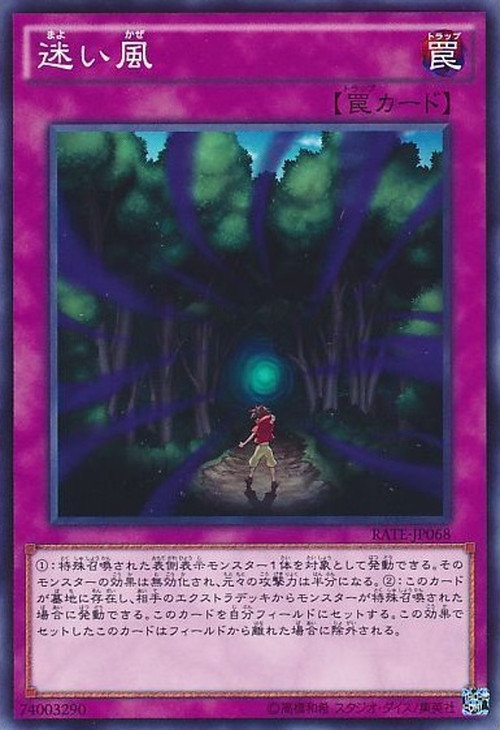 迷い風
罠
【罠カード】
RATE-JP068
①：特殊召喚された表側表示モンスター1体を対象として発動できる。その
モンスターの効果は無効化され、元々の攻撃力は半分になる。②：このカード
が墓地に存在し、相手のエクストラデッキからモンスターが特殊召喚された場
合に発動できる。このカードを自分フィールドにセットする。この効果で
セットしたこのカードはフィールドから離れた場合に除外される。
74003290
©高橋和希 スタジオ・ダイス/集英社